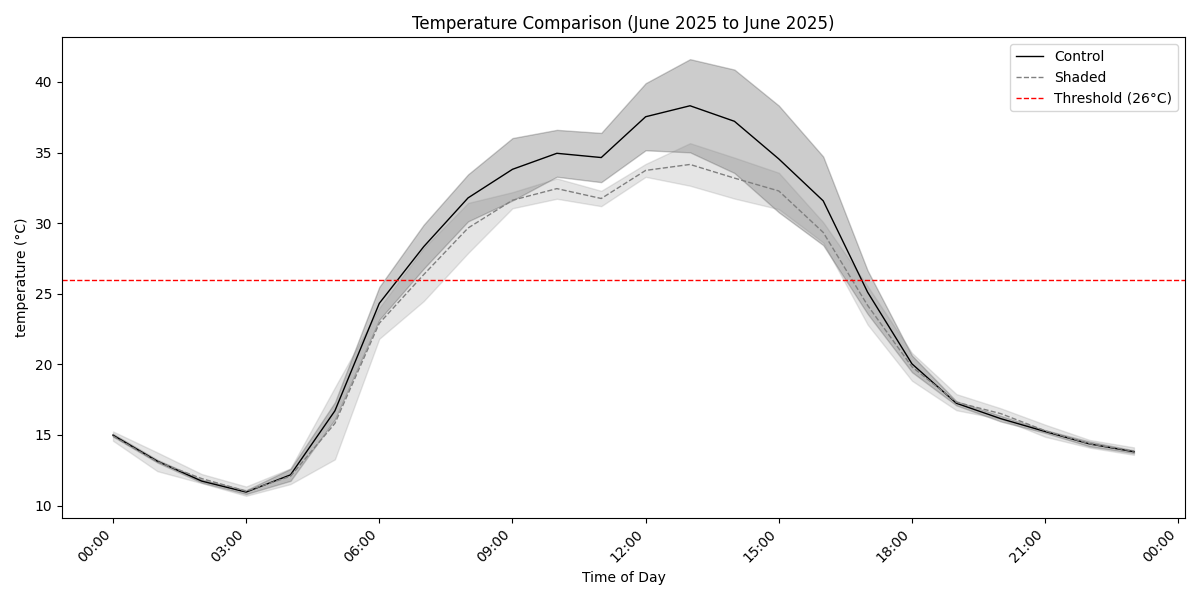 Temperature Comparison (June 2025 to June 2025)
Control
Shaded
Threshold (26°C)
temperature (°C)
40
35
30
25
20
15
10
00:00
03:00
06:00
09:00
12:00
15:00
18:00
21:00
00:00
Time of Day